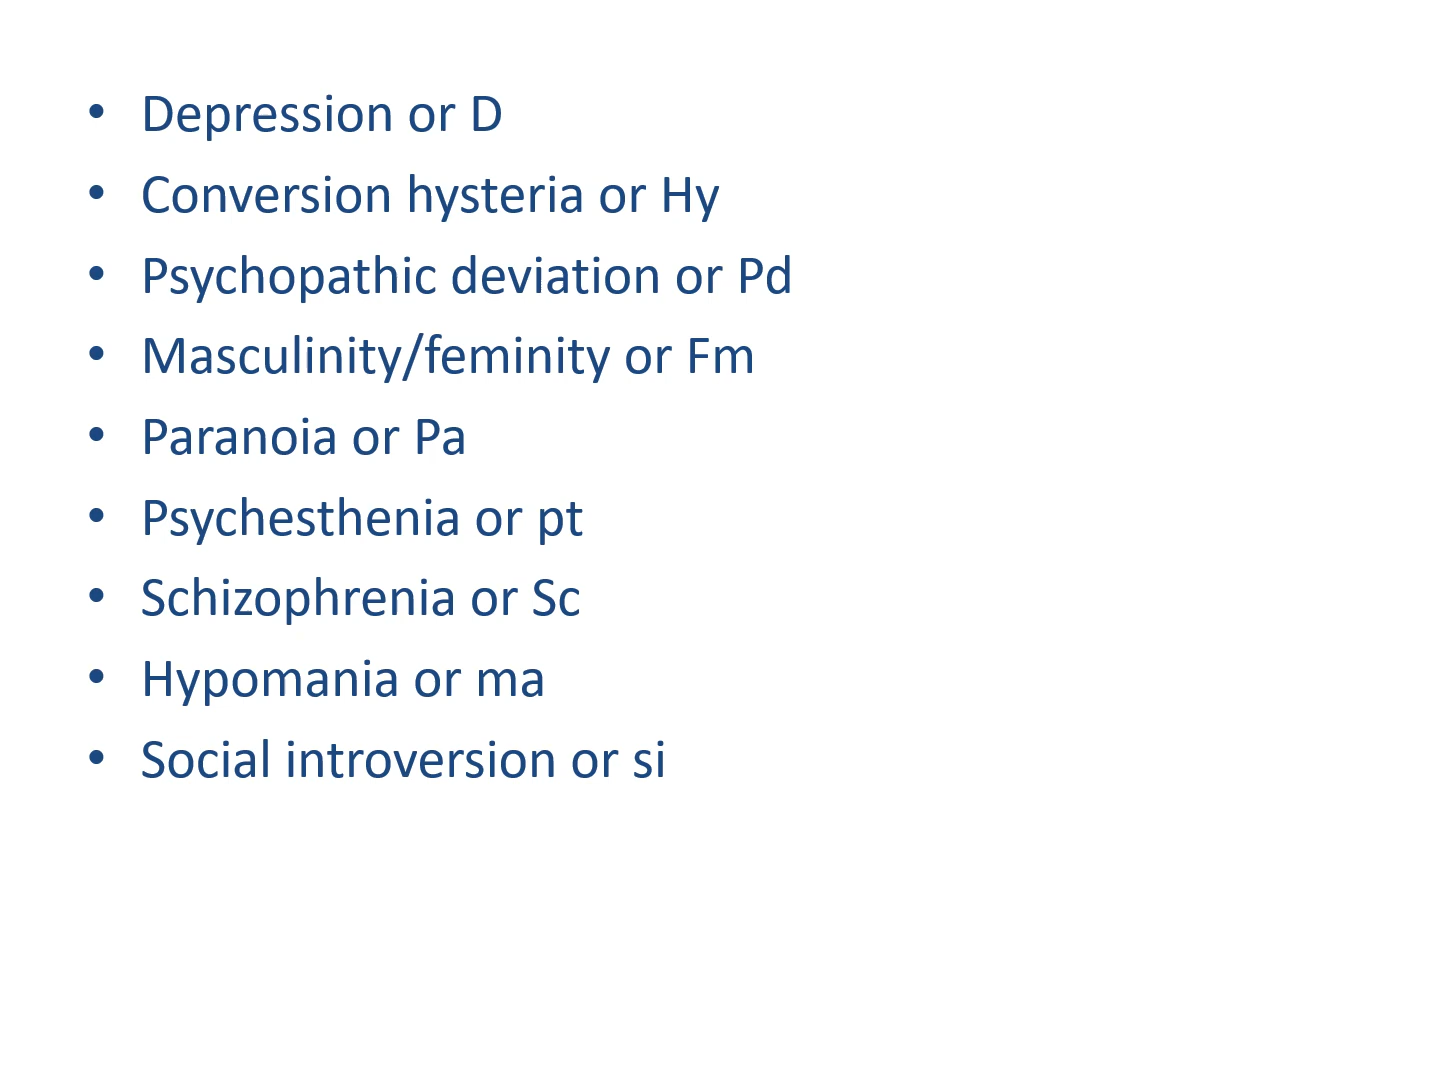 • Depression or D
• Conversion hysteria or Hy
• Psychopathic deviation or Pd
• Masculinity/feminity or Fm
• Paranoia or Pa
• Psychesthenia or pt
• Schizophrenia or Sc
• Hypomania or ma
• Social introversion or si